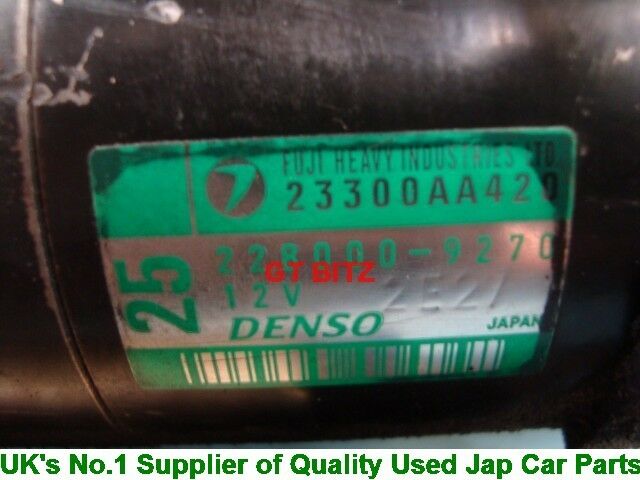 FUJI HEAVY INDUSTRIES LTD
23300AA420
25
228000-9270
GT BITZ
12V 2E27
DENSO
JAPAN
UK's No.1 Supplier of Quality Used Jap Car Parts